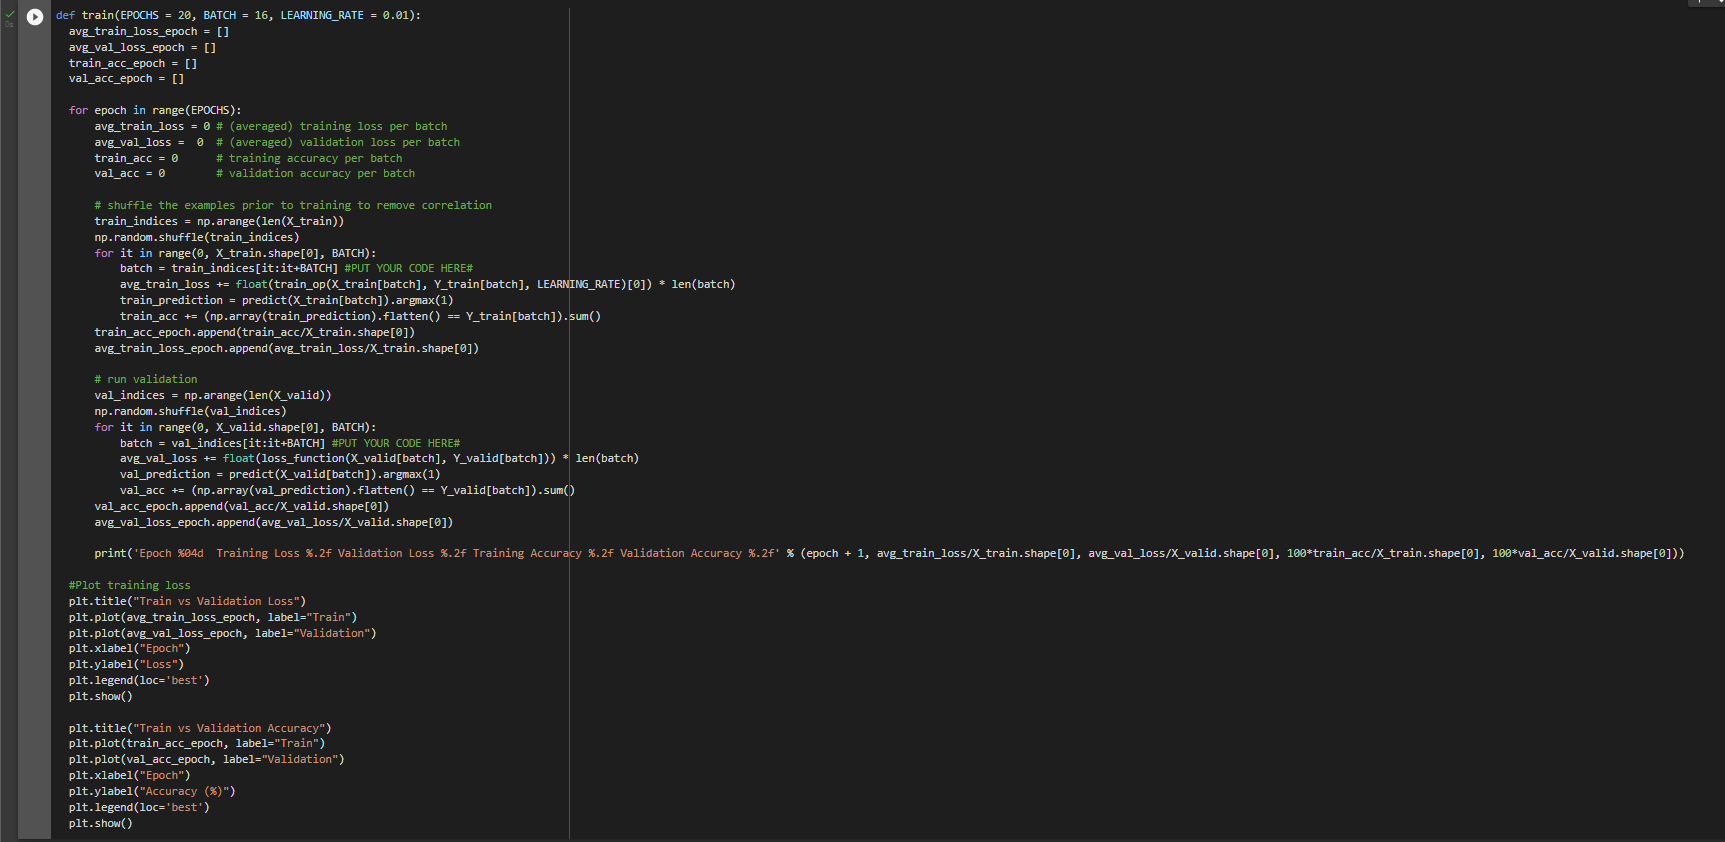 def train(EPOCHS = 20, BATCH = 16, LEARNING_RATE = 0.01):
  avg_train_loss_epoch = []
  avg_val_loss_epoch = []
  train_acc_epoch = []
  val_acc_epoch = []

  for epoch in range(EPOCHS):
      avg_train_loss = 0 # (averaged) training loss per batch
      avg_val_loss =  0  # (averaged) validation loss per batch
      train_acc = 0      # training accuracy per batch
      val_acc = 0        # validation accuracy per batch

      # shuffle the examples prior to training to remove correlation
      train_indices = np.arange(len(X_train))
      np.random.shuffle(train_indices)
      for it in range(0, X_train.shape[0], BATCH):
          batch = train_indices[it:it+BATCH] #PUT YOUR CODE HERE#
          avg_train_loss += float(train_op(X_train[batch], Y_train[batch], LEARNING_RATE)[0]) * len(batch)
          train_prediction = predict(X_train[batch]).argmax(1)
          train_acc += (np.array(train_prediction).flatten() == Y_train[batch]).sum()
      train_acc_epoch.append(train_acc/X_train.shape[0])
      avg_train_loss_epoch.append(avg_train_loss/X_train.shape[0])

      # run validation
      val_indices = np.arange(len(X_valid))
      np.random.shuffle(val_indices)
      for it in range(0, X_valid.shape[0], BATCH):
          batch = val_indices[it:it+BATCH] #PUT YOUR CODE HERE#
          avg_val_loss += float(loss_function(X_valid[batch], Y_valid[batch])) * len(batch)
          val_prediction = predict(X_valid[batch]).argmax(1)
          val_acc += (np.array(val_prediction).flatten() == Y_valid[batch]).sum()
      val_acc_epoch.append(val_acc/X_valid.shape[0])
      avg_val_loss_epoch.append(avg_val_loss/X_valid.shape[0])

      print('Epoch %04d  Training Loss %.2f Validation Loss %.2f Training Accuracy %.2f Validation Accuracy %.2f' % (epoch + 1, avg_train_loss/X_train.shape[0], avg_val_loss/X_valid.shape[0], 100*train_acc/X_train.shape[0], 100*val_acc/X_valid.shape[0]))

  #Plot training loss
  plt.title("Train vs Validation Loss")
  plt.plot(avg_train_loss_epoch, label="Train")
  plt.plot(avg_val_loss_epoch, label="Validation")
  plt.xlabel("Epoch")
  plt.ylabel("Loss")
  plt.legend(loc='best')
  plt.show()

  plt.title("Train vs Validation Accuracy")
  plt.plot(train_acc_epoch, label="Train")
  plt.plot(val_acc_epoch, label="Validation")
  plt.xlabel("Epoch")
  plt.ylabel("Accuracy (%)")
  plt.legend(loc='best')
  plt.show()